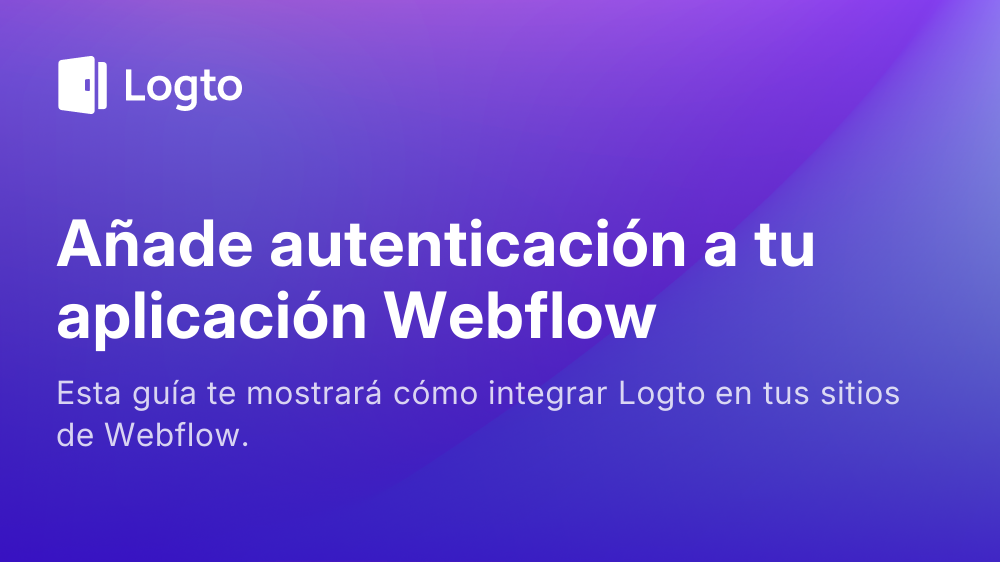 Logto
Añade autenticación a tu
aplicación Webflow
Esta guía te mostrará cómo integrar Logto en tus sitios
de Webflow.